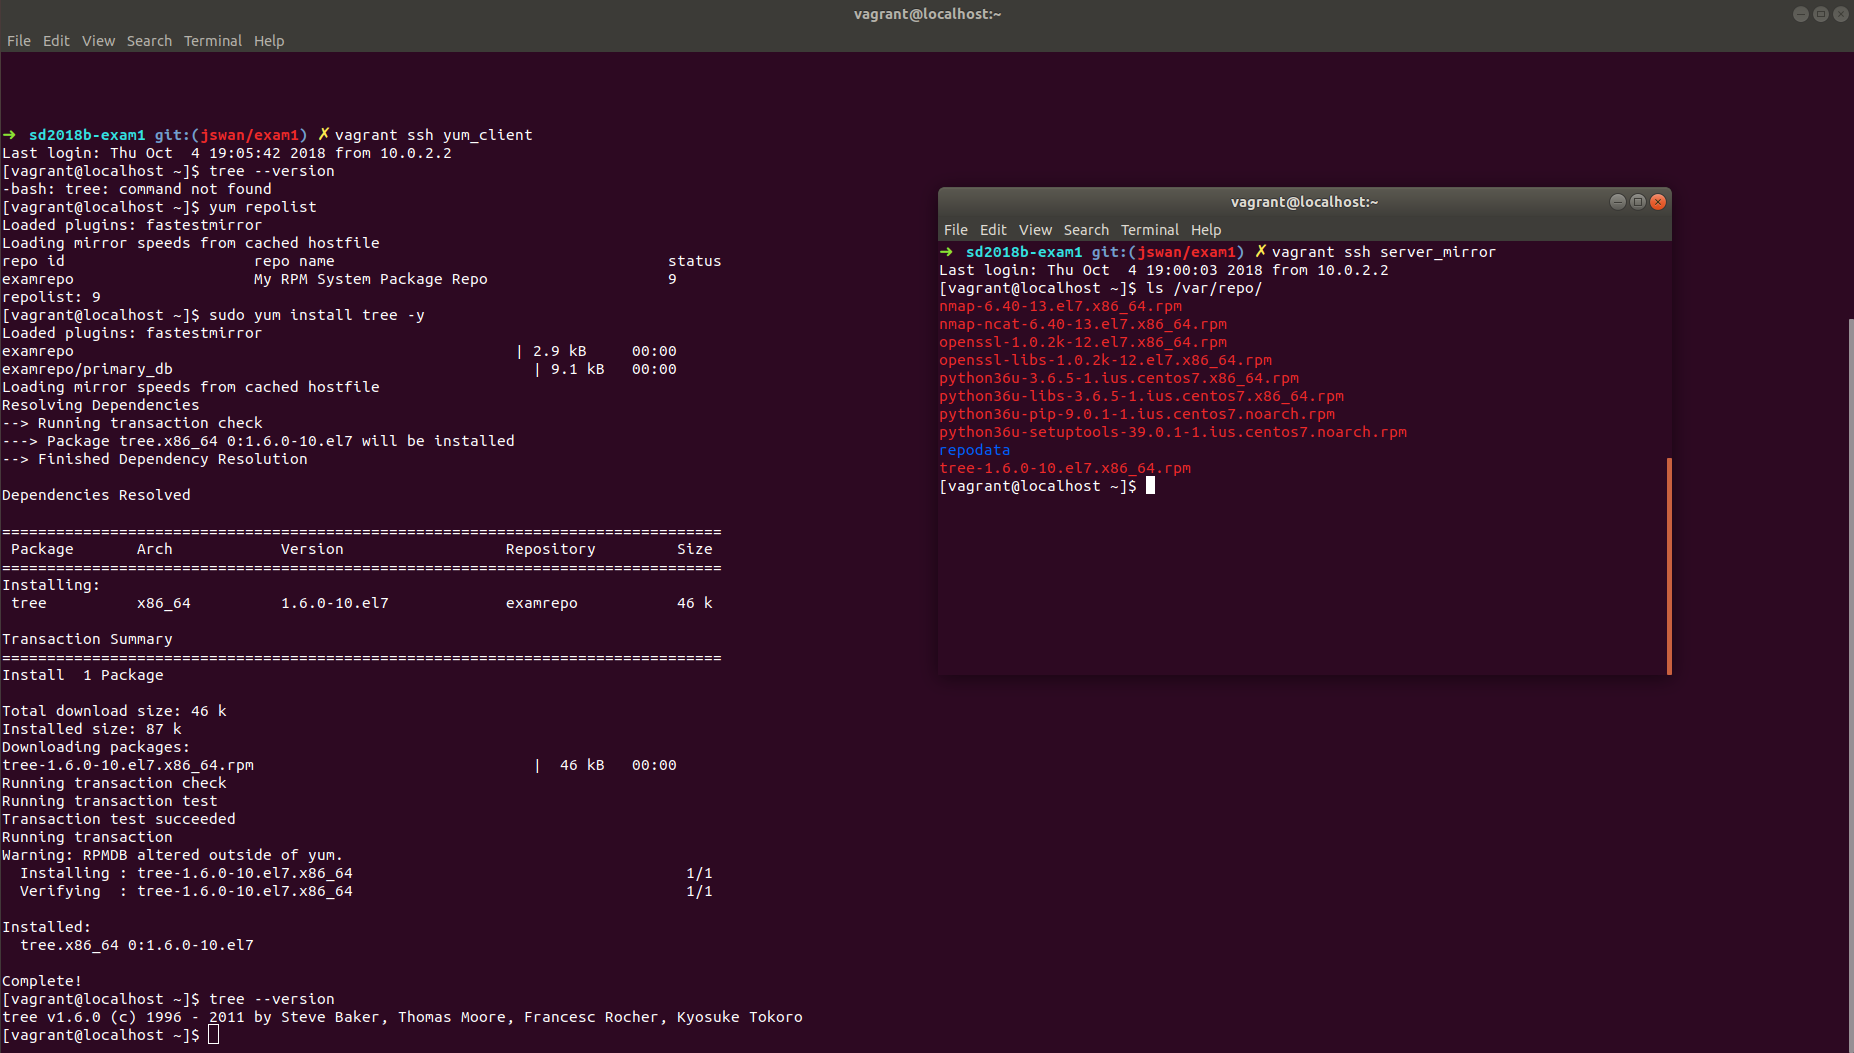 vagrant@localhost:~
File Edit View Search Terminal Help
➜ sd2018b-exam1 git:(jswan/exam1) ✗ vagrant ssh yum_client
Last login: Thu Oct  4 19:05:42 2018 from 10.0.2.2
[vagrant@localhost ~]$ tree --version
-bash: tree: command not found
[vagrant@localhost ~]$ yum repolist
Loaded plugins: fastestmirror
Loading mirror speeds from cached hostfile
repo id                    repo name                                     status
examrepo                    My RPM System Package Repo                    9
repolist: 9
[vagrant@localhost ~]$ sudo yum install tree -y
Loaded plugins: fastestmirror
examrepo                                                 | 2.9 kB     00:00
examrepo/primary_db                                        | 9.1 kB   00:00
Loading mirror speeds from cached hostfile
Resolving Dependencies
--> Running transaction check
---> Package tree.x86_64 0:1.6.0-10.el7 will be installed
--> Finished Dependency Resolution
Dependencies Resolved
================================================================================
 Package       Arch            Version                  Repository         Size
================================================================================
Installing:
 tree          x86_64          1.6.0-10.el7             examrepo           46 k
Transaction Summary
================================================================================
Install  1 Package
Total download size: 46 k
Installed size: 87 k
Downloading packages:
tree-1.6.0-10.el7.x86_64.rpm                               |  46 kB   00:00
Running transaction check
Running transaction test
Transaction test succeeded
Running transaction
Warning: RPMDB altered outside of yum.
  Installing : tree-1.6.0-10.el7.x86_64                                     1/1
  Verifying  : tree-1.6.0-10.el7.x86_64                                     1/1
Installed:
  tree.x86_64 0:1.6.0-10.el7
Complete!
[vagrant@localhost ~]$ tree --version
tree v1.6.0 (c) 1996 - 2011 by Steve Baker, Thomas Moore, Francesc Rocher, Kyosuke Tokoro
[vagrant@localhost ~]$
vagrant@localhost:~
File Edit View Search Terminal Help
➜ sd2018b-exam1 git:(jswan/exam1) ✗ vagrant ssh server_mirror
Last login: Thu Oct  4 19:00:03 2018 from 10.0.2.2
[vagrant@localhost ~]$ ls /var/repo/
nmap-6.40-13.el7.x86_64.rpm
nmap-ncat-6.40-13.el7.x86_64.rpm
openssl-1.0.2k-12.el7.x86_64.rpm
openssl-libs-1.0.2k-12.el7.x86_64.rpm
python36u-3.6.5-1.ius.centos7.x86_64.rpm
python36u-libs-3.6.5-1.ius.centos7.x86_64.rpm
python36u-pip-9.0.1-1.ius.centos7.noarch.rpm
python36u-setuptools-39.0.1-1.ius.centos7.noarch.rpm
repodata
tree-1.6.0-10.el7.x86_64.rpm
[vagrant@localhost ~]$